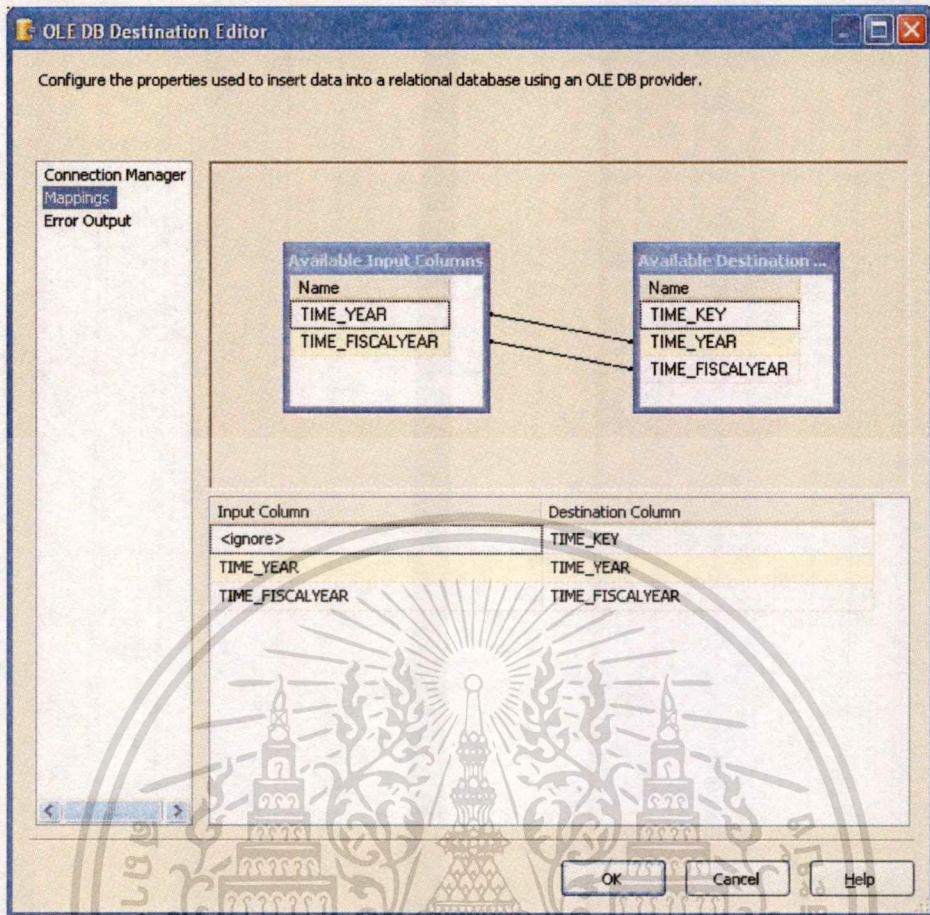 OLE DB Destination Editor
Configure the properties used to insert data into a relational database using an OLE DB provider.
Connection Manager
Mappings
Error Output
Available Input Columns
Name
TIME_YEAR
TIME_FISCALYEAR
Available Destination ...
Name
TIME_KEY
TIME_YEAR
TIME_FISCALYEAR
Input Column Destination Column
<ignore> TIME_KEY
TIME_YEAR TIME_YEAR
TIME_FISCALYEAR TIME_FISCALYEAR
OK Cancel Help